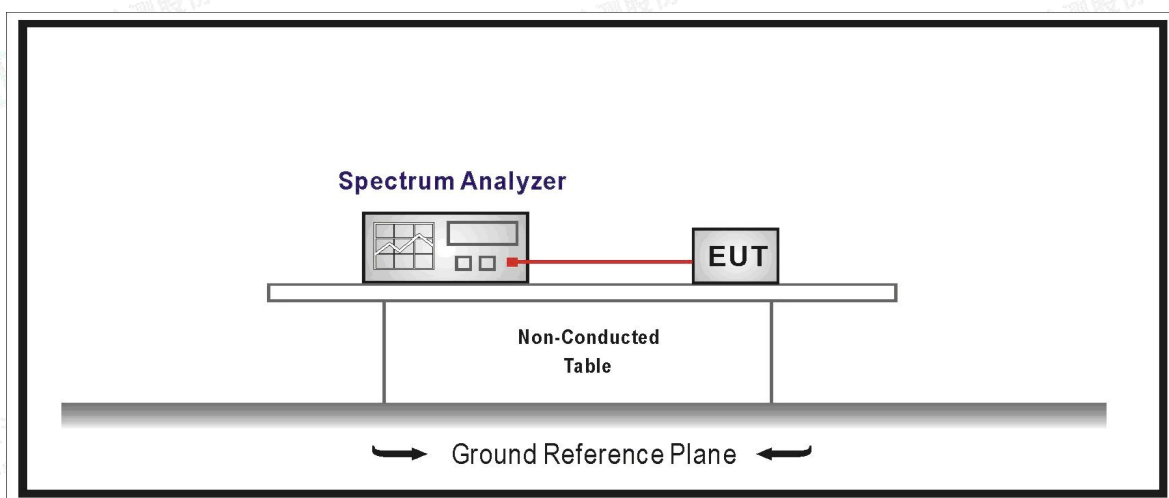 Spectrum Analyzer
EUT
Non-Conducted
Table
Ground Reference Plane